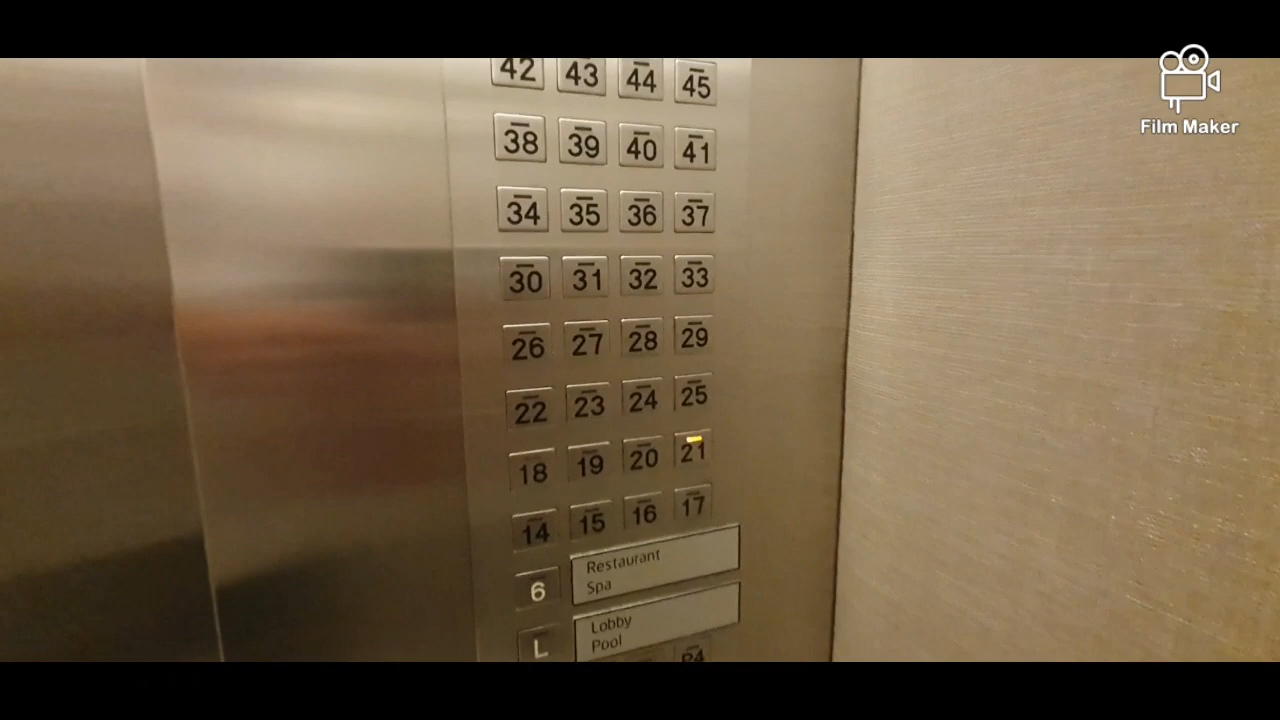 Film Maker
42 43 44 45
38 39 40 41
34 35 36 37
30 31 32 33
26 27 28 29
22 23 24 25
18 19 20 21
14 15 16 17
6 Restaurant
Spa
L Lobby
Pool
P4